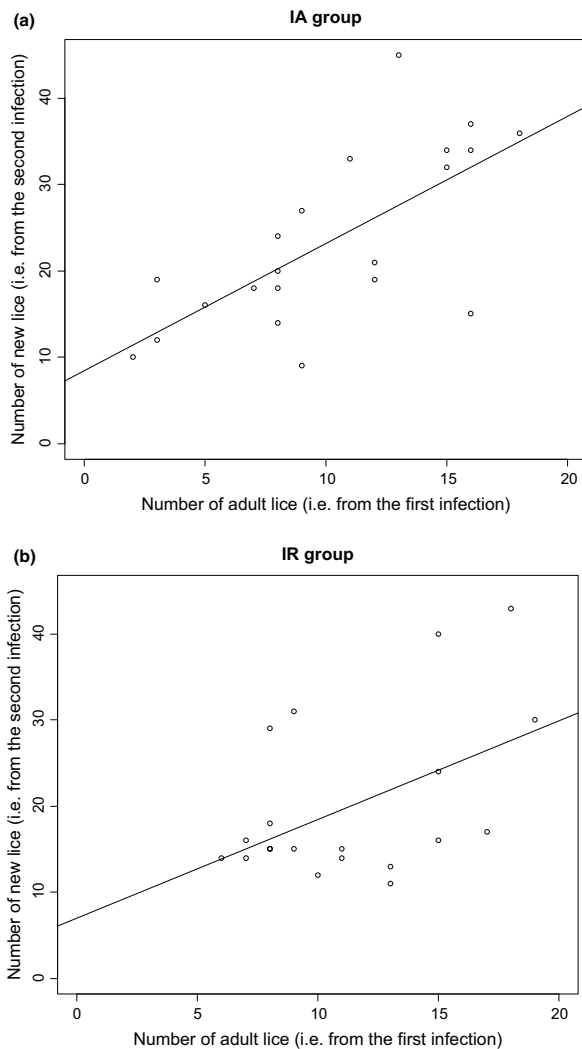 (a)
IA group
Number of new lice (i.e. from the second infection)
40
30
20
10
0
0 5 10 15 20
Number of adult lice (i.e. from the first infection)
(b)
IR group
Number of new lice (i.e. from the second infection)
40
30
20
10
0
0 5 10 15 20
Number of adult lice (i.e. from the first infection)